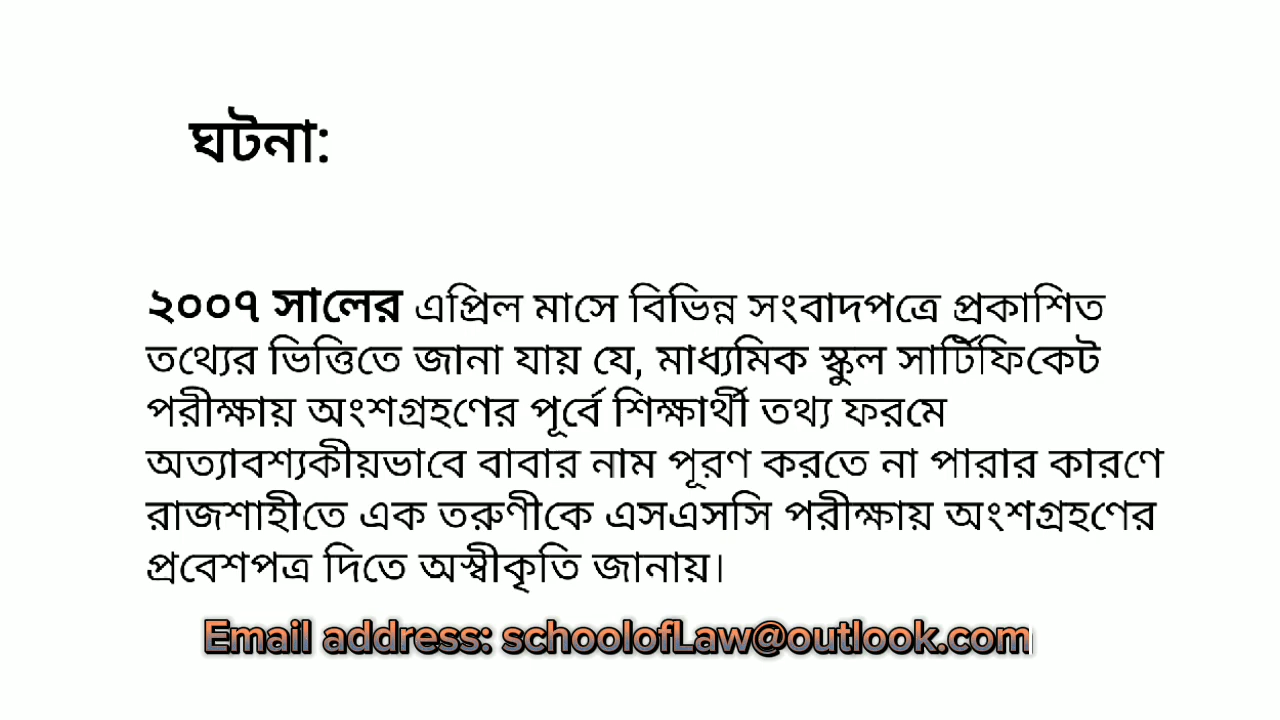 ঘটনা:
২০০৭ সালের এপ্রিল মাসে বিভিন্ন সংবাদপত্রে প্রকাশিত
তথ্যের ভিত্তিতে জানা যায় যে, মাধ্যমিক স্কুল সার্টিফিকেট
পরীক্ষায় অংশগ্রহণের পূর্বে শিক্ষার্থী তথ্য ফরমে
অত্যাবশ্যকীয়ভাবে বাবার নাম পূরণ করতে না পারার কারণে
রাজশাহীতে এক তরুণীকে এসএসসি পরীক্ষায় অংশগ্রহণের
প্রবেশপত্র দিতে অস্বীকৃতি জানায়।
Email address: schoolofLaw@outlook.com